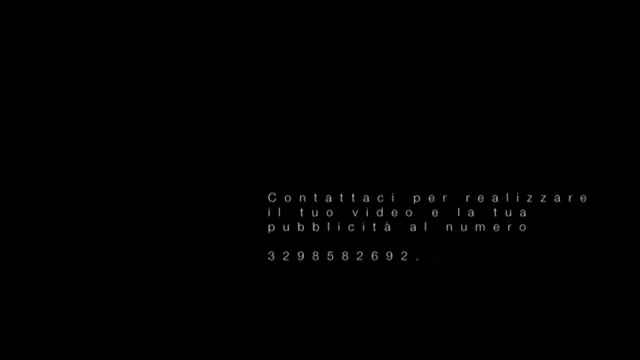 Contattaci per realizzare
il tuo video e la tua
pubblicità al numero
3298582692.